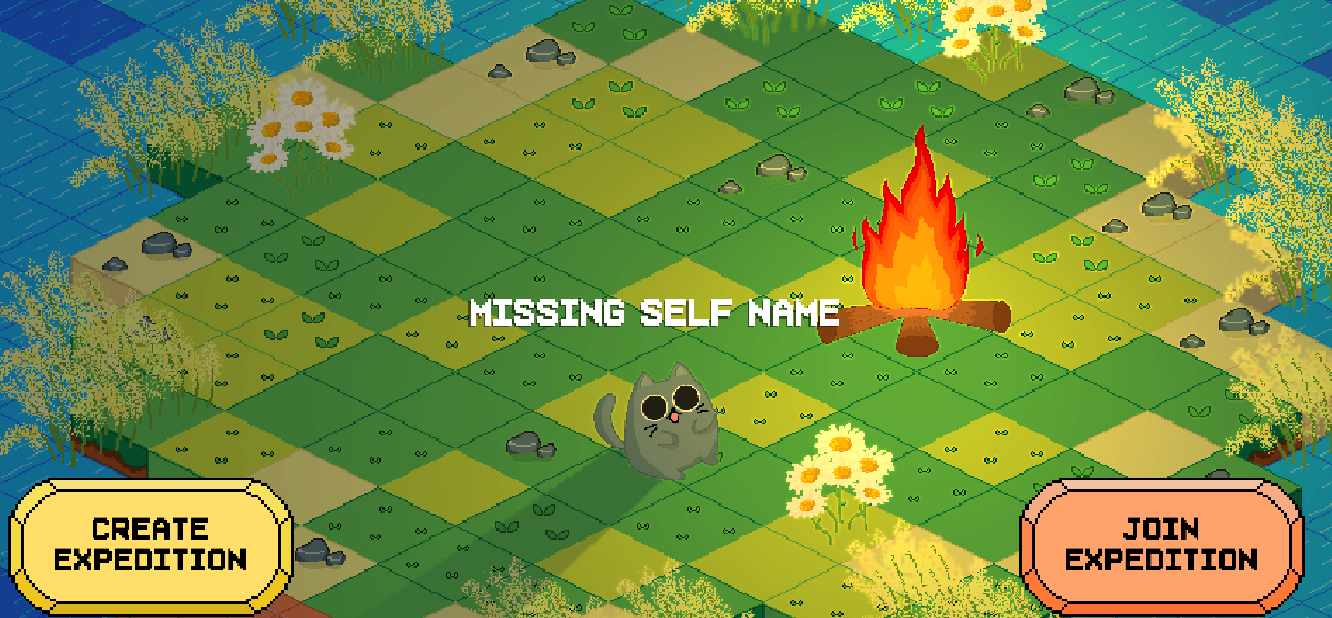 MISSING SELF NAME
CREATE
EXPEDITION
JOIN
EXPEDITION